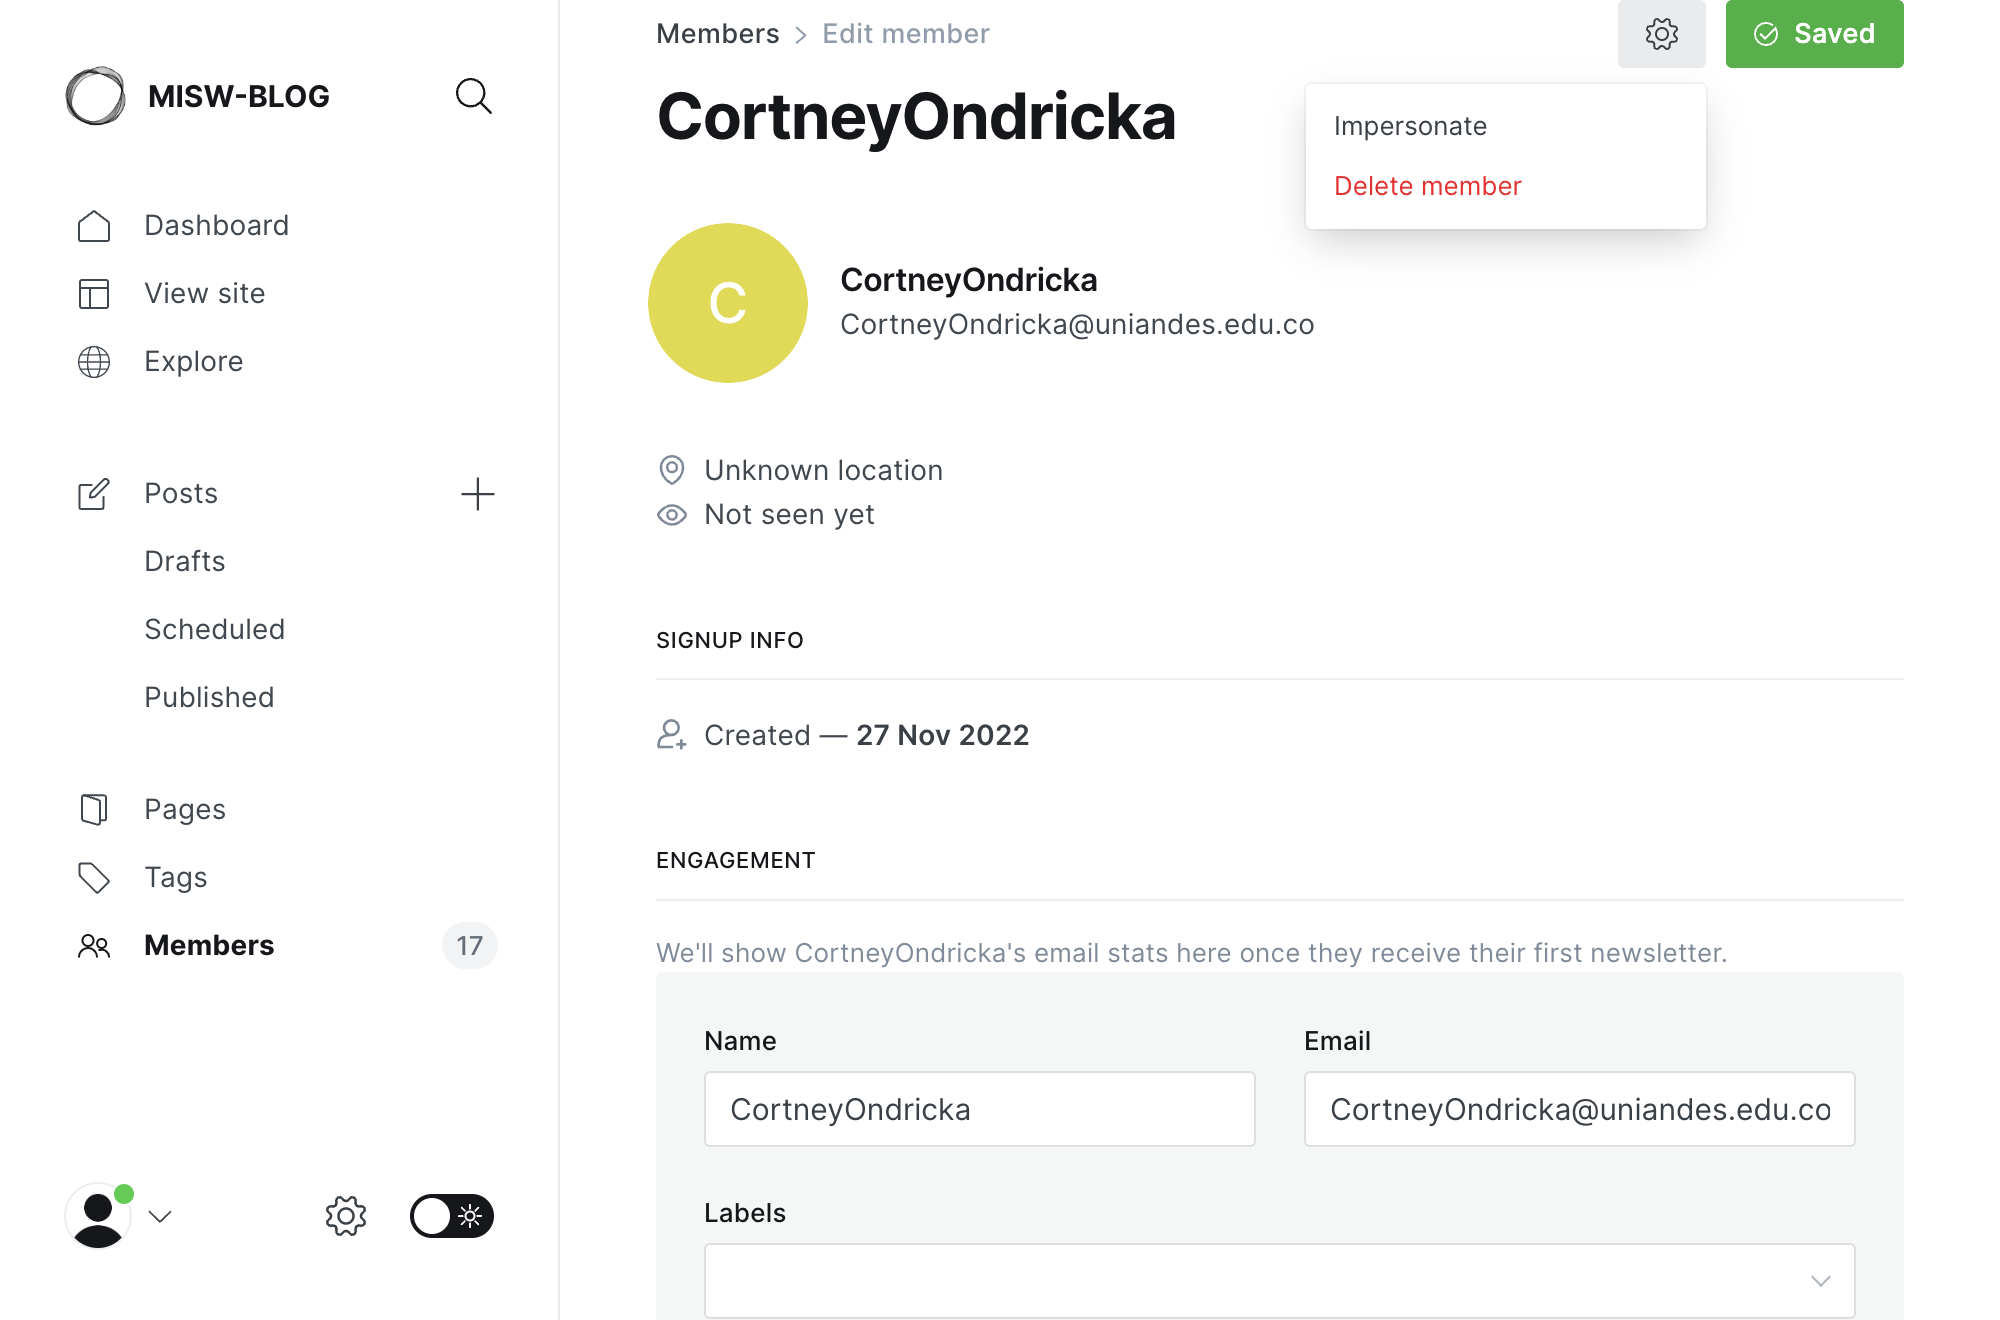 MISW-BLOG
Dashboard
View site
Explore
Posts
Drafts
Scheduled
Published
Pages
Tags
Members
17
Members > Edit member
Saved
CortneyOndricka
Impersonate
Delete member
C
CortneyOndricka
CortneyOndricka@uniandes.edu.co
Unknown location
Not seen yet
SIGNUP INFO
Created — 27 Nov 2022
ENGAGEMENT
We'll show CortneyOndricka's email stats here once they receive their first newsletter.
Name
Email
CortneyOndricka
CortneyOndricka@uniandes.edu.co
Labels